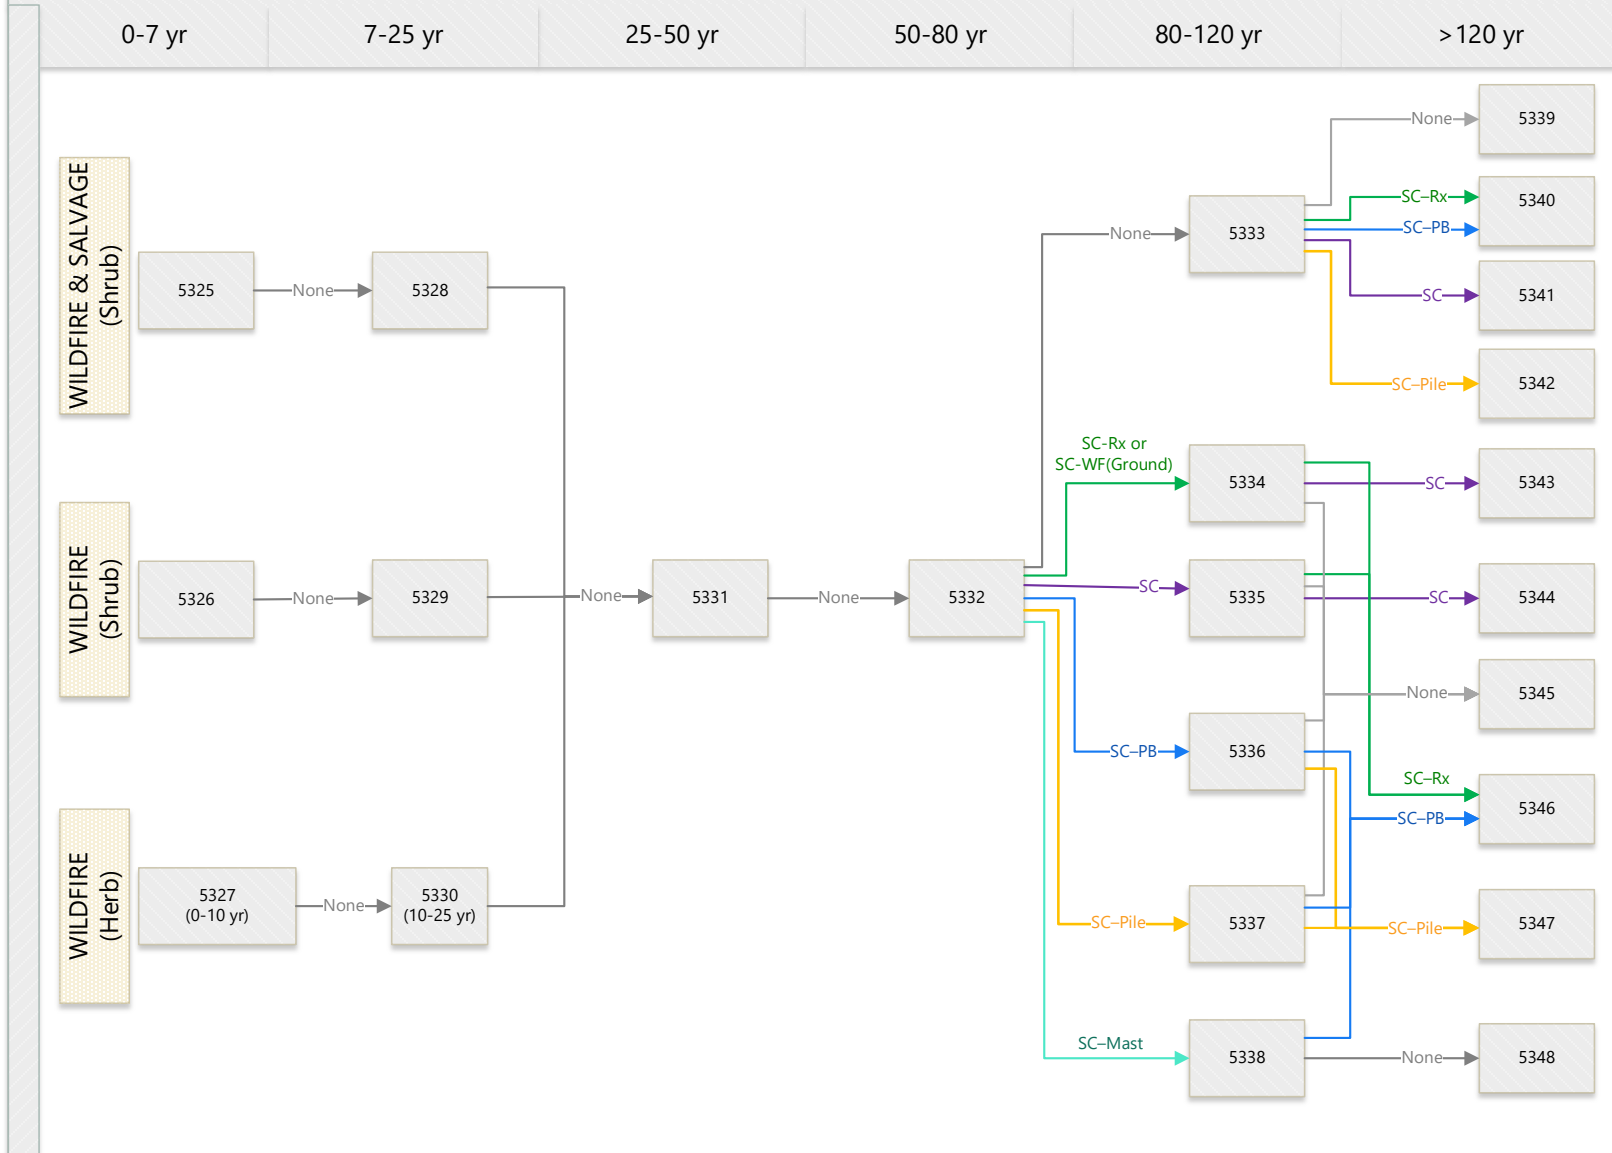 0-7 yr
7-25 yr
25-50 yr
50-80 yr
80-120 yr
>120 yr
WILDFIRE & SALVAGE
(Shrub)
5325
None
5328
WILDFIRE
(Shrub)
5326
None
5329
WILDFIRE
(Herb)
5327
(0-10 yr)
None
5330
(10-25 yr)
None
5331
None
5332
None
5333
SC-Rx or
SC-WF(Ground)
5334
SC
5335
SC–PB
5336
SC–Pile
5337
SC–Mast
5338
None
5339
SC–Rx
5340
SC–PB
SC
5341
SC–Pile
5342
SC
5343
SC
5344
None
5345
SC–Rx
5346
SC–PB
SC–Pile
5347
None
5348